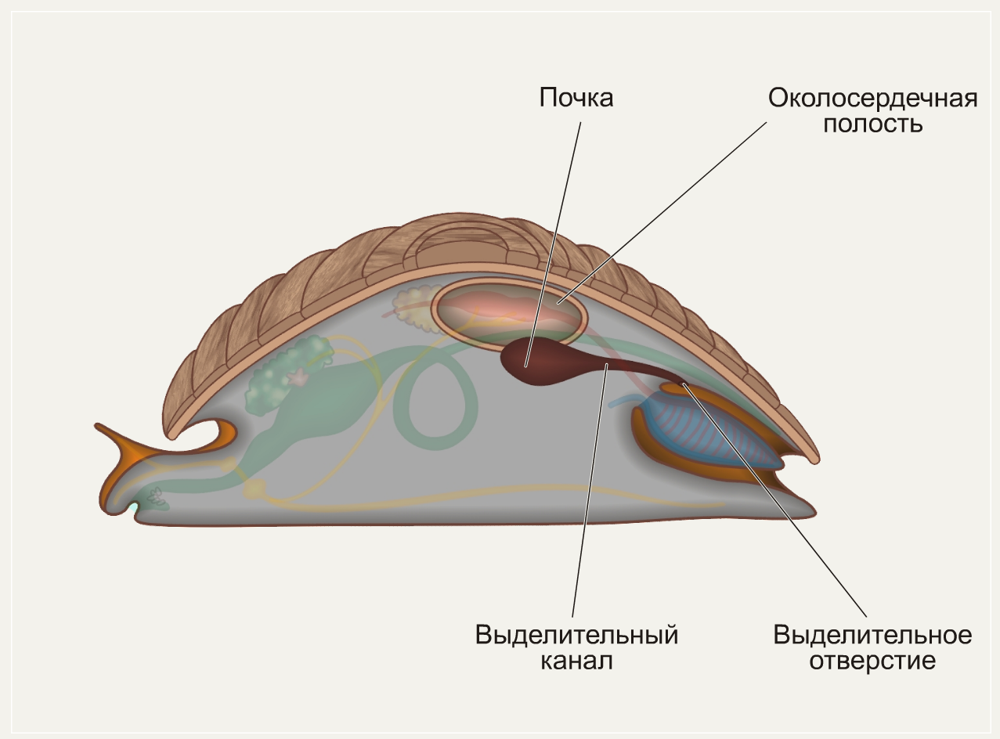 Почка
Околосердечная
полость
Выделительный
канал
Выделительное
отверстие